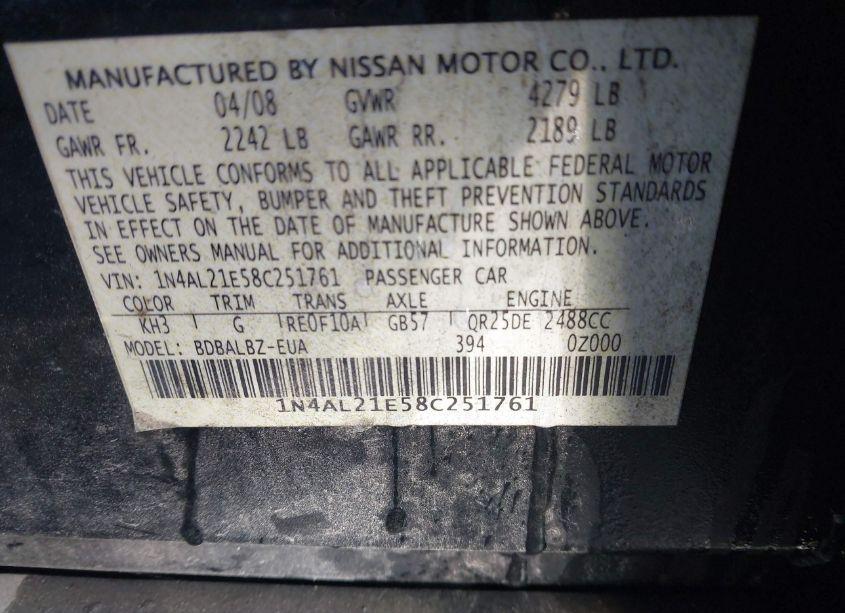 MANUFACTURED BY NISSAN MOTOR CO., LTD.
DATE 04/08 GVWR 4279 LB
GAWR FR. 2242 LB GAWR RR. 2189 LB
THIS VEHICLE CONFORMS TO ALL APPLICABLE FEDERAL MOTOR
VEHICLE SAFETY, BUMPER AND THEFT PREVENTION STANDARDS
IN EFFECT ON THE DATE OF MANUFACTURE SHOWN ABOVE.
SEE OWNERS MANUAL FOR ADDITIONAL INFORMATION.
VIN: 1N4AL21E58C251761 PASSENGER CAR
COLOR TRIM TRANS AXLE ENGINE
KH3 G RE0F10A GB57 QR25DE 2488CC
MODEL: BDBALBZ-EUA 394 0Z000
1N4AL21E58C251761